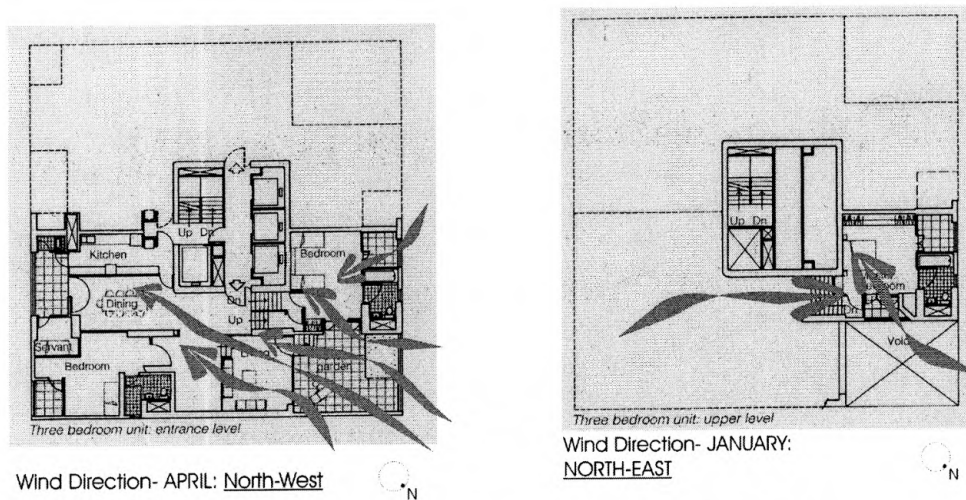 Up Dn
Kitchen
Bedroom
Dining
Dn
Up
Servant
Bedroom
garden
Three bedroom unit: entrance level
Wind Direction- APRIL: North-West
N
Up Dn
Dn
Void
Three bedroom unit: upper level
Wind Direction- JANUARY:
NORTH-EAST
N